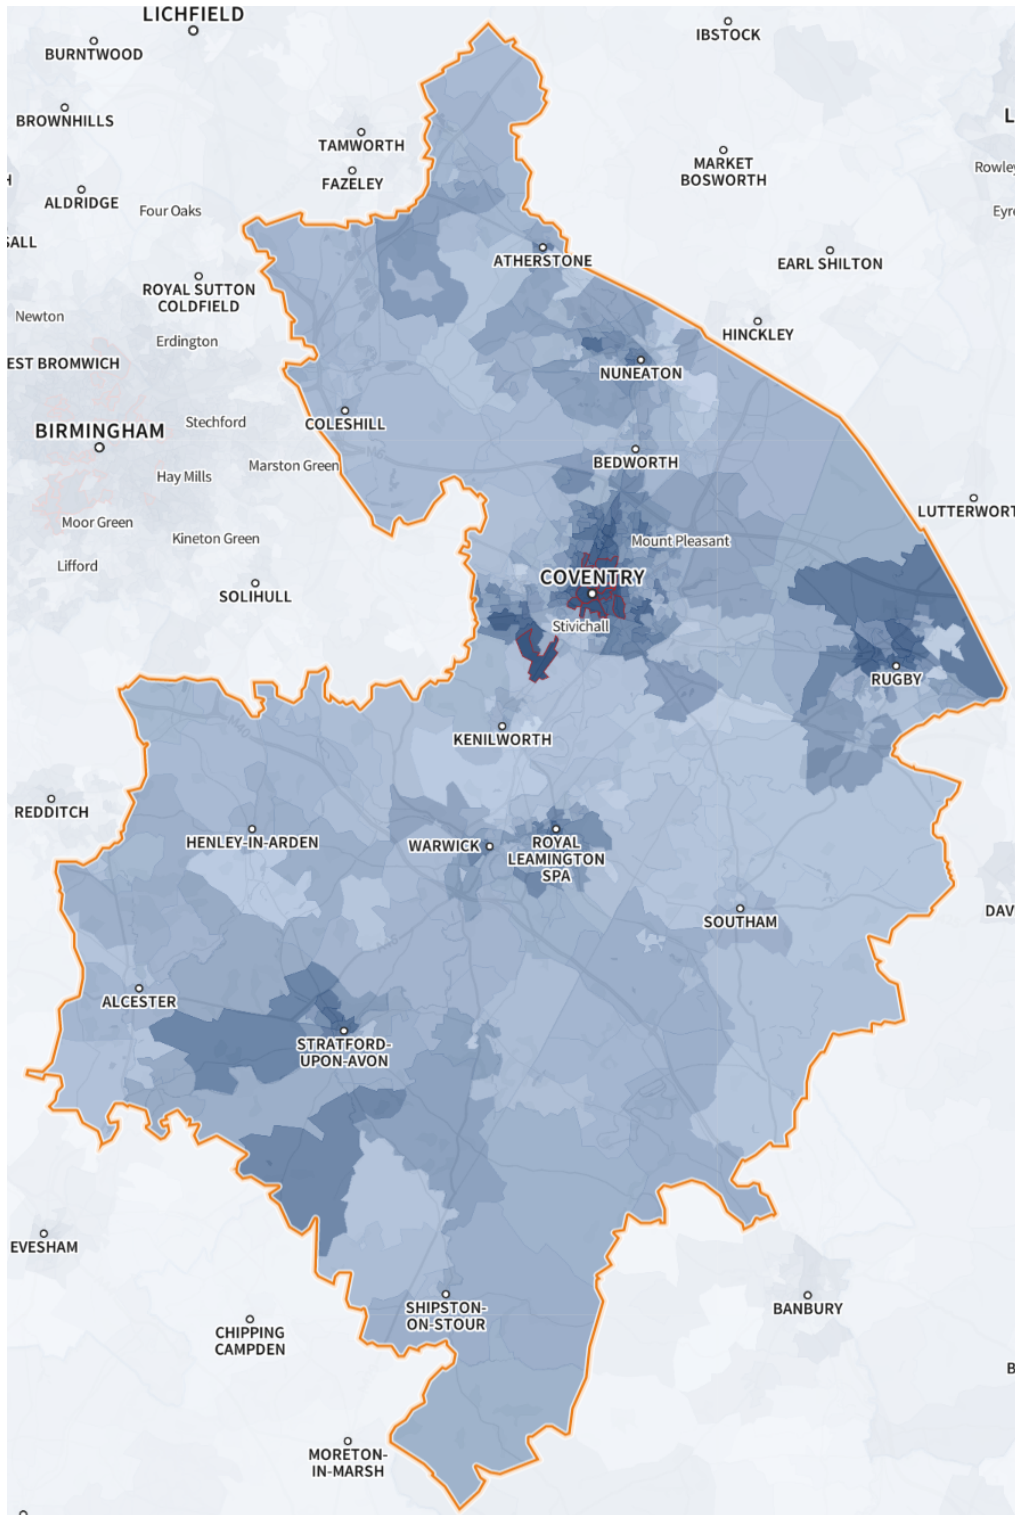 LICHFIELD
IBSTOCK
BURNTWOOD
BROWNHILLS
L
TAMWORTH
MARKET
BOSWORTH
Rowley
H
FAZELEY
ALDRIDGE
Four Oaks
Eyre
SALL
ATHERSTONE
EARL SHILTON
ROYAL SUTTON
COLDFIELD
Newton
HINCKLEY
Erdington
EST BROMWICH
NUNEATON
COLESHILL
Stechford
BIRMINGHAM
M6
BEDWORTH
Marston Green
Hay Mills
LUTTERWORT
Moor Green
Kineton Green
Mount Pleasant
Lifford
COVENTRY
SOLIHULL
Stivichall
RUGBY
M40
KENILWORTH
REDDITCH
HENLEY-IN-ARDEN
WARWICK
ROYAL
LEAMINGTON
SPA
DAV
SOUTHAM
ALCESTER
STRATFORD-
UPON-AVON
EVESHAM
SHIPSTON-
ON-STOUR
BANBURY
CHIPPING
CAMPDEN
B
MORETON-
IN-MARSH